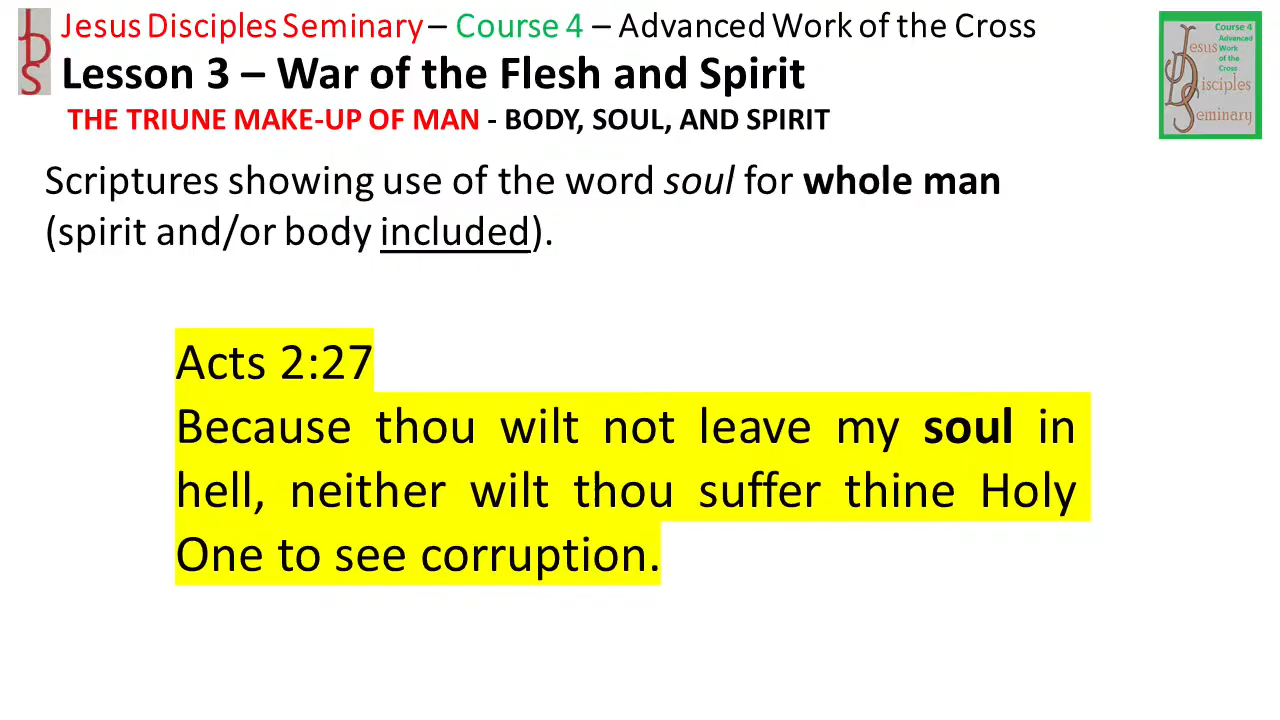 JDS
Jesus Disciples Seminary – Course 4 – Advanced Work of the Cross
Lesson 3 – War of the Flesh and Spirit
THE TRIUNE MAKE-UP OF MAN - BODY, SOUL, AND SPIRIT
Course 4
Advanced
Work
of the
Cross
Jesus
Disciples
Seminary
Scriptures showing use of the word soul for whole man
(spirit and/or body included).
Acts 2:27
Because thou wilt not leave my soul in
hell, neither wilt thou suffer thine Holy
One to see corruption.